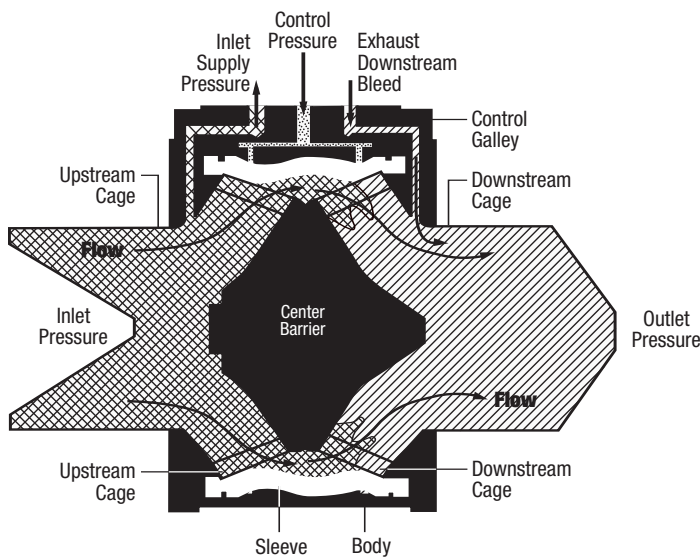 Control
Pressure
Inlet
Supply
Pressure
Exhaust
Downstream
Bleed
Control
Galley
Upstream
Cage
Downstream
Cage
Flow
Inlet
Pressure
Center
Barrier
Outlet
Pressure
Flow
Upstream
Cage
Downstream
Cage
Sleeve
Body